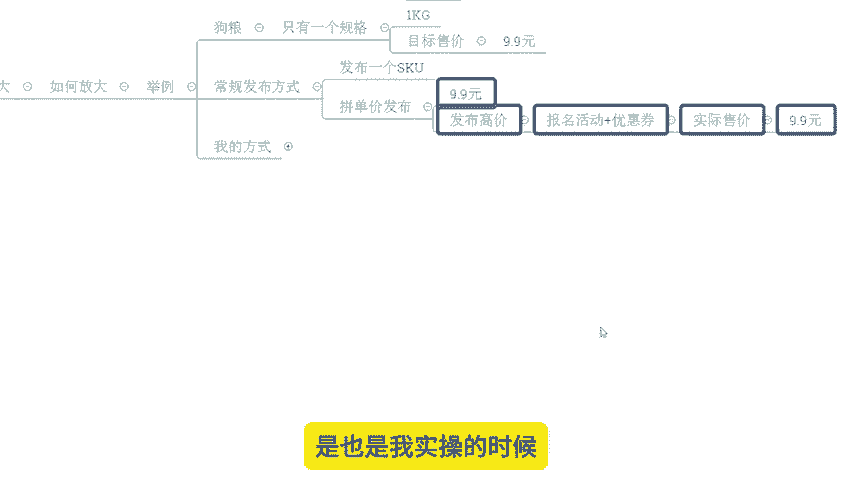 1KG
狗粮 只有一个规格
目标售价 9.9元
发布一个SKU
大 如何放大 举例 常规发布方式
9.9元
拼单价发布
发布高价 报名活动+优惠券 实际售价 9.9元
我的方式
是也是我实操的时候